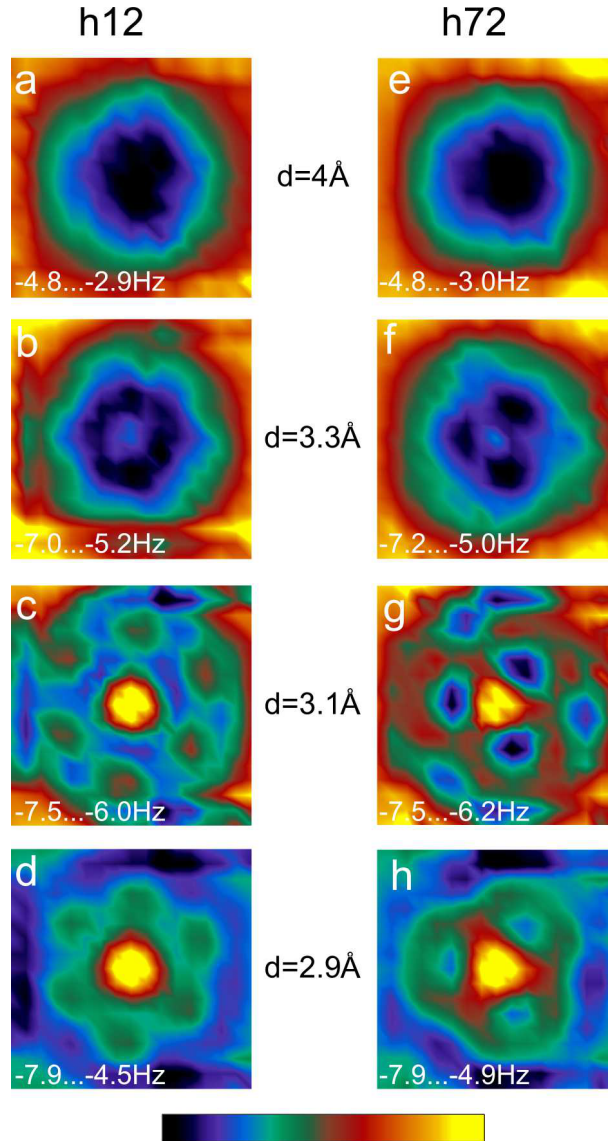 h12 h72
a e
d=4Å
-4.8...-2.9Hz -4.8...-3.0Hz
b f
d=3.3Å
-7.0...-5.2Hz -7.2...-5.0Hz
c g
d=3.1Å
-7.5...-6.0Hz -7.5...-6.2Hz
d h
d=2.9Å
-7.9...-4.5Hz -7.9...-4.9Hz